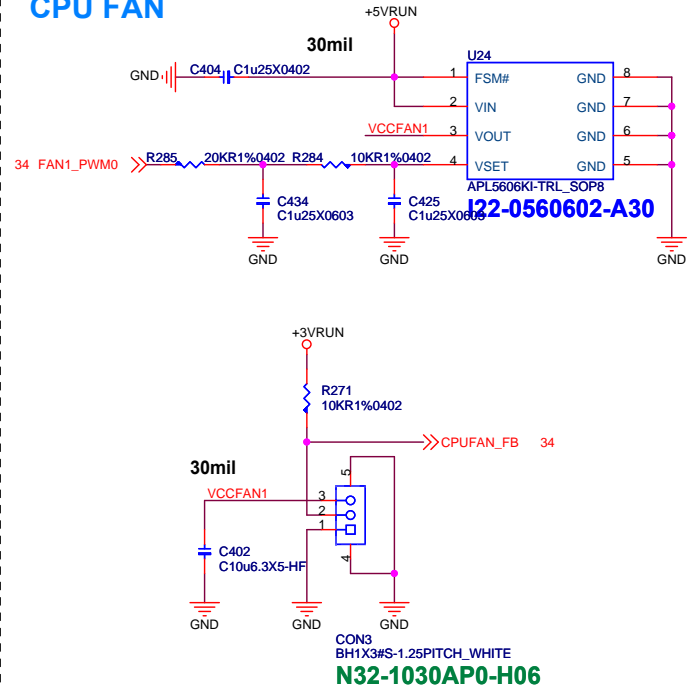 CPU FAN
+5VRUN
30mil
U24
GND C404 C1u25X0402 1 FSM# GND 8
2 VIN GND 7
VCCFAN1 3 VOUT GND 6
34 FAN1_PWM0 R285 20KR1%0402 R284 10KR1%0402 4 VSET GND 5
APL5606KI-TRL_SOP8
I22-0560602-A30
C434 C425
C1u25X0603 C1u25X0603
GND GND GND
+3VRUN
R271
10KR1%0402
CPUFAN_FB 34
30mil
5
VCCFAN1 3
2
1
4
C402
C10u6.3X5-HF
GND GND GND
CON3
BH1X3#S-1.25PITCH_WHITE
N32-1030AP0-H06